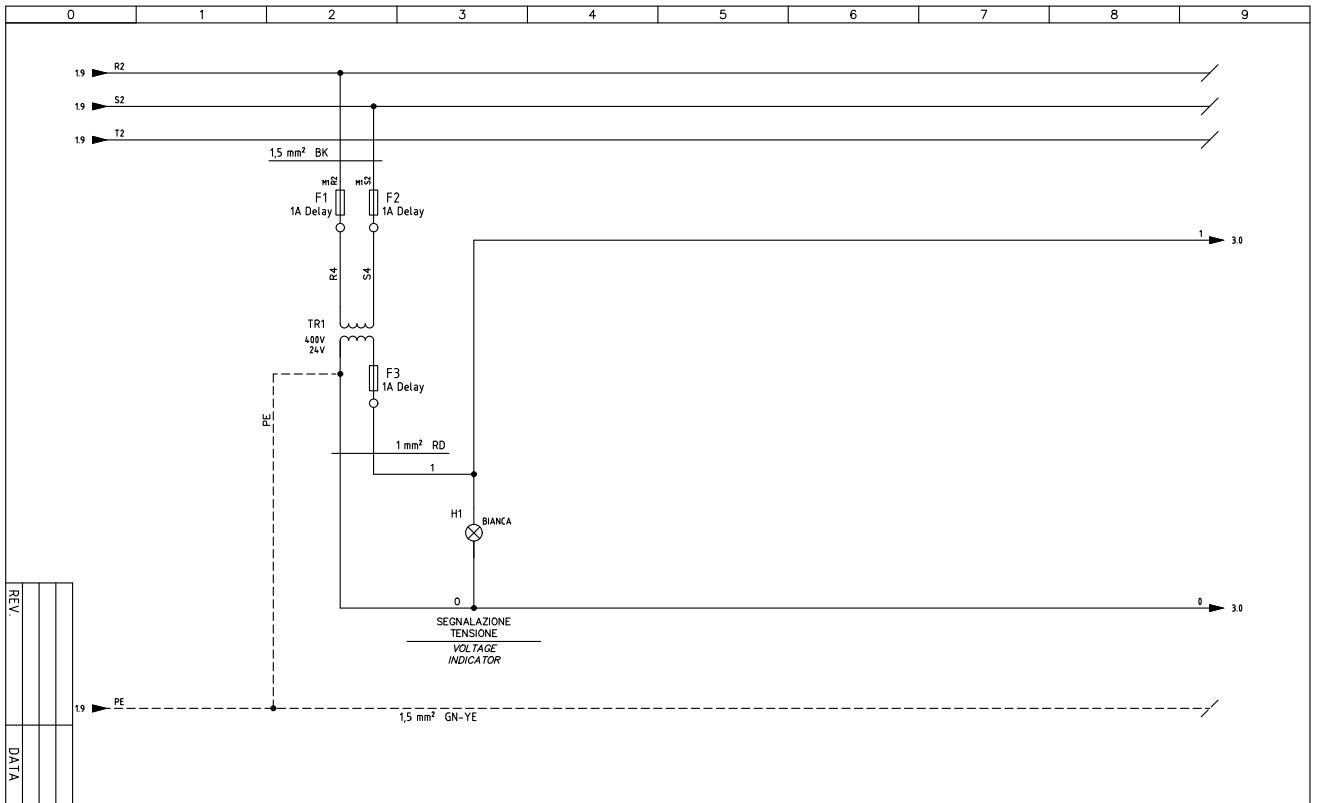 0 1 2 3 4 5 6 7 8 9
1.9 R2
1.9 S2
1.9 T2
1,5 mm² BK
M1 R2 M1 S2
F1 F2
1A Delay 1A Delay
1 3.0
R4 S4
TR1
400V
24V
F3
1A Delay
PE
1 mm² RD
1
H1 BIANCA
0 0 3.0
SEGNALAZIONE
TENSIONE
VOLTAGE
INDICATOR
REV.
1.9 PE
1,5 mm² GN-YE
DATA